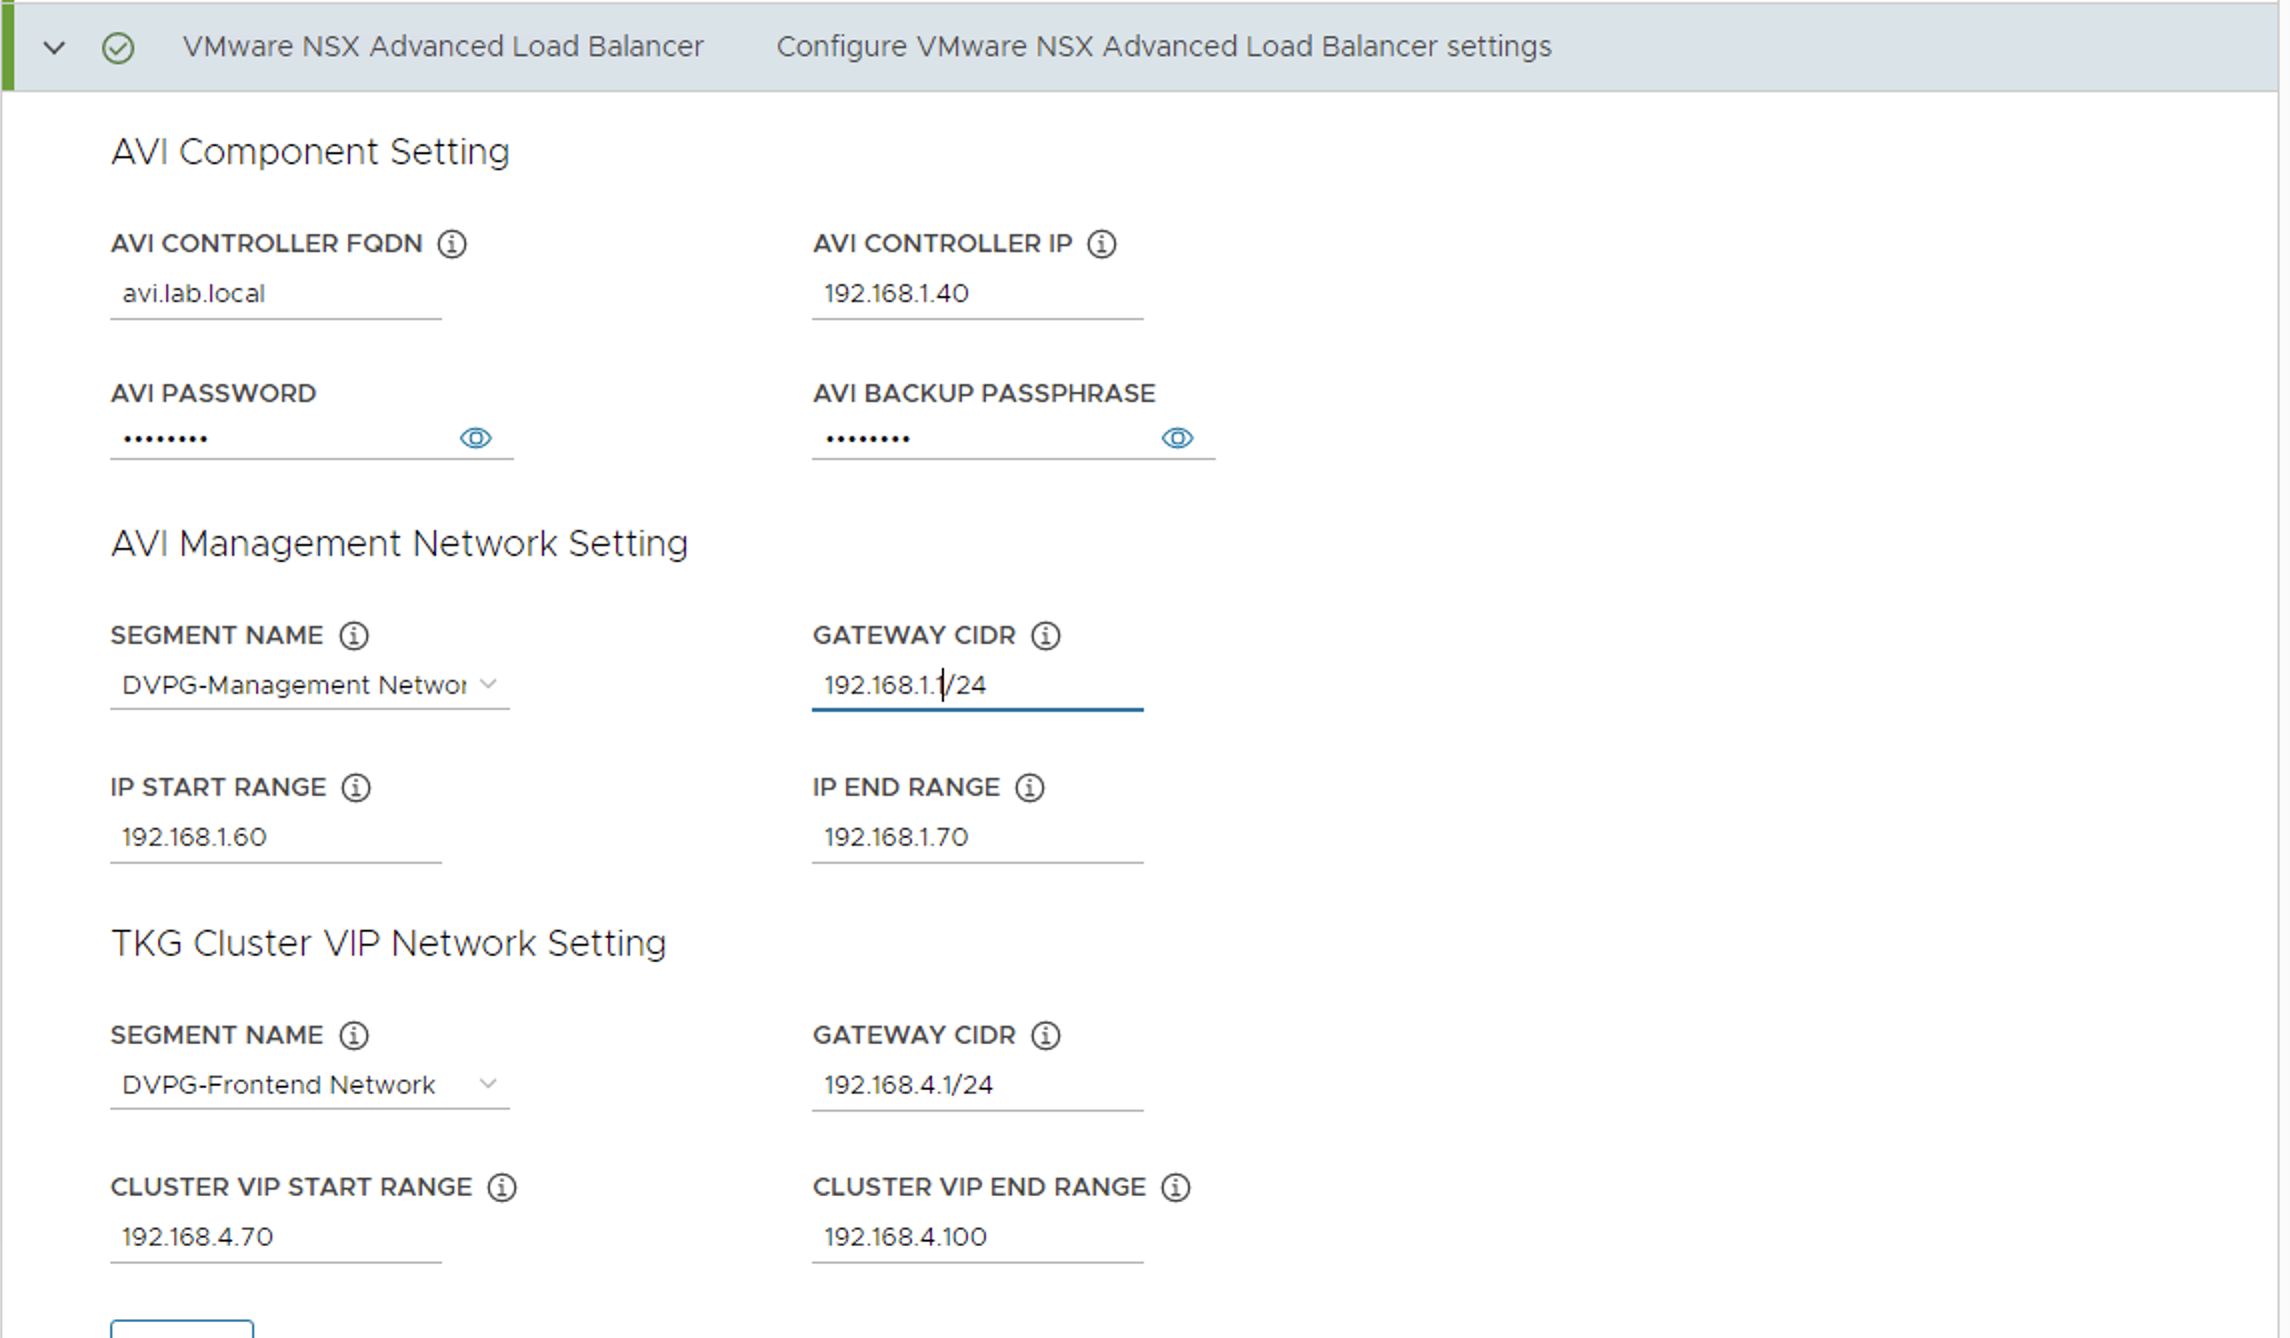 VMware NSX Advanced Load Balancer Configure VMware NSX Advanced Load Balancer settings
AVI Component Setting
AVI CONTROLLER FQDN AVI CONTROLLER IP
avi.lab.local 192.168.1.40
AVI PASSWORD AVI BACKUP PASSPHRASE
•••••••• ••••••••
AVI Management Network Setting
SEGMENT NAME GATEWAY CIDR
DVPG-Management Networ 192.168.1.1/24
IP START RANGE IP END RANGE
192.168.1.60 192.168.1.70
TKG Cluster VIP Network Setting
SEGMENT NAME GATEWAY CIDR
DVPG-Frontend Network 192.168.4.1/24
CLUSTER VIP START RANGE CLUSTER VIP END RANGE
192.168.4.70 192.168.4.100